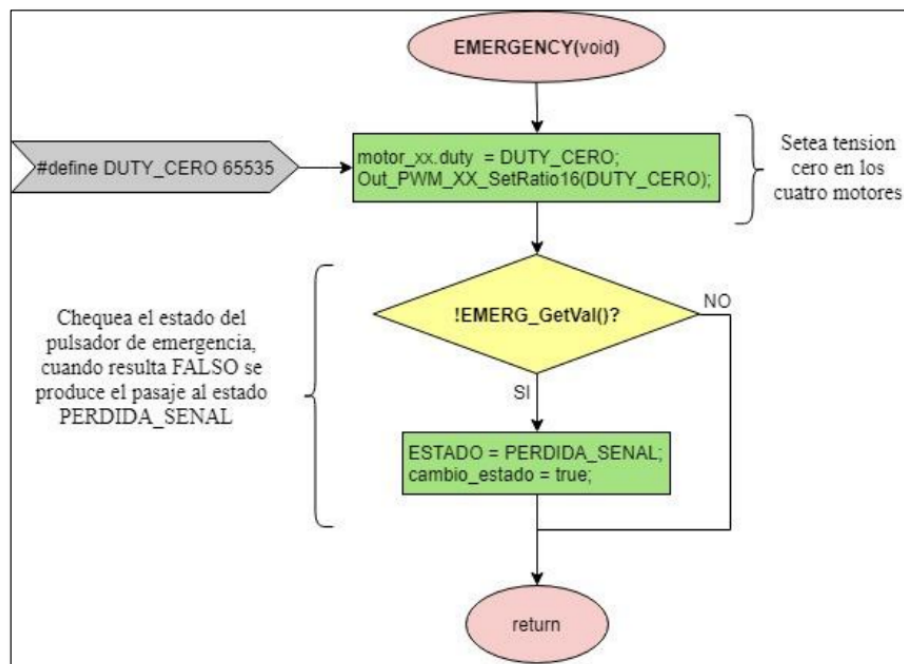 EMERGENCY(void)
#define DUTY_CERO 65535
motor_xx.duty = DUTY_CERO;
Out_PWM_XX_SetRatio16(DUTY_CERO);
Setea tension
cero en los
cuatro motores
!EMERG_GetVal()?
NO
Chequea el estado del
pulsador de emergencia,
cuando resulta FALSO se
produce el pasaje al estado
PERDIDA_SENAL
SI
ESTADO = PERDIDA_SENAL;
cambio_estado = true;
return